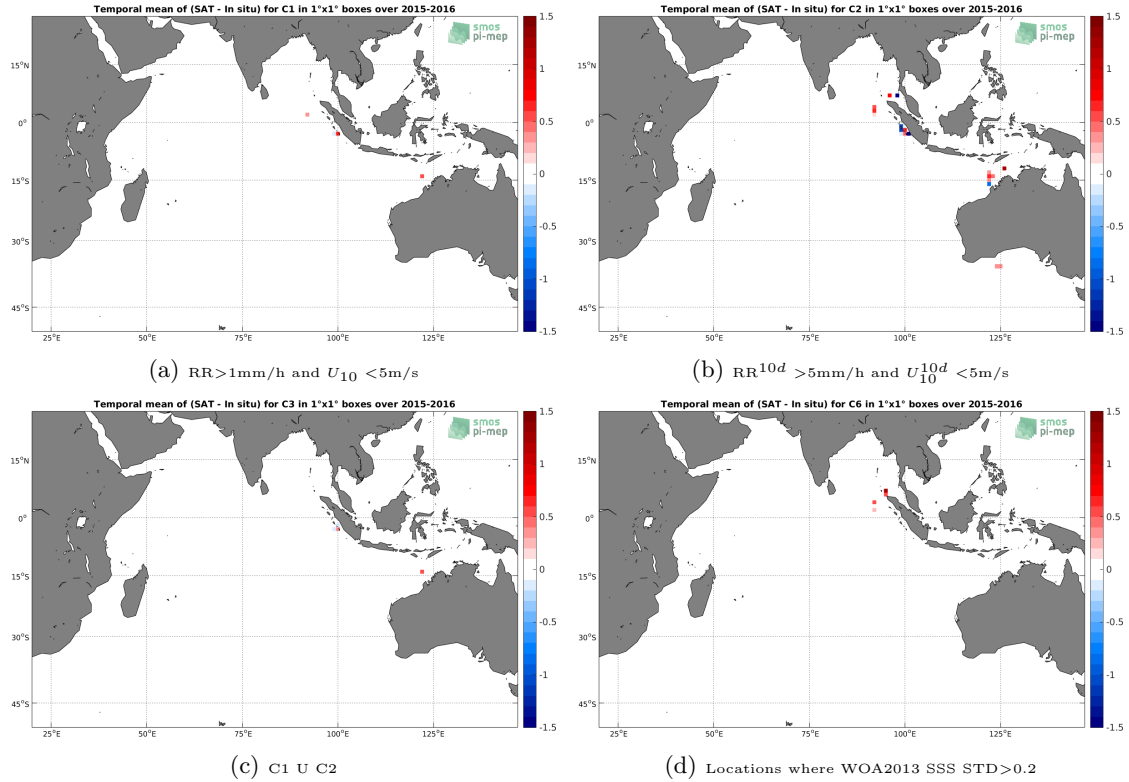 Temporal mean of (SAT - In situ) for C1 in 1°x1° boxes over 2015-2016
smos
pi-mep
15°N
0°
15°S
30°S
45°S
25°E
50°E
75°E
100°E
125°E
1.5
1
0.5
0
-0.5
-1
-1.5
(a) RR>1mm/h and U10 <5m/s
Temporal mean of (SAT - In situ) for C2 in 1°x1° boxes over 2015-2016
smos
pi-mep
15°N
0°
15°S
30°S
45°S
25°E
50°E
75°E
100°E
125°E
1.5
1
0.5
0
-0.5
-1
-1.5
(b) RR^10d >5mm/h and U10^10d <5m/s
Temporal mean of (SAT - In situ) for C3 in 1°x1° boxes over 2015-2016
smos
pi-mep
15°N
0°
15°S
30°S
45°S
25°E
50°E
75°E
100°E
125°E
1.5
1
0.5
0
-0.5
-1
-1.5
(c) C1 U C2
Temporal mean of (SAT - In situ) for C6 in 1°x1° boxes over 2015-2016
smos
pi-mep
15°N
0°
15°S
30°S
45°S
25°E
50°E
75°E
100°E
125°E
1.5
1
0.5
0
-0.5
-1
-1.5
(d) Locations where WOA2013 SSS STD>0.2